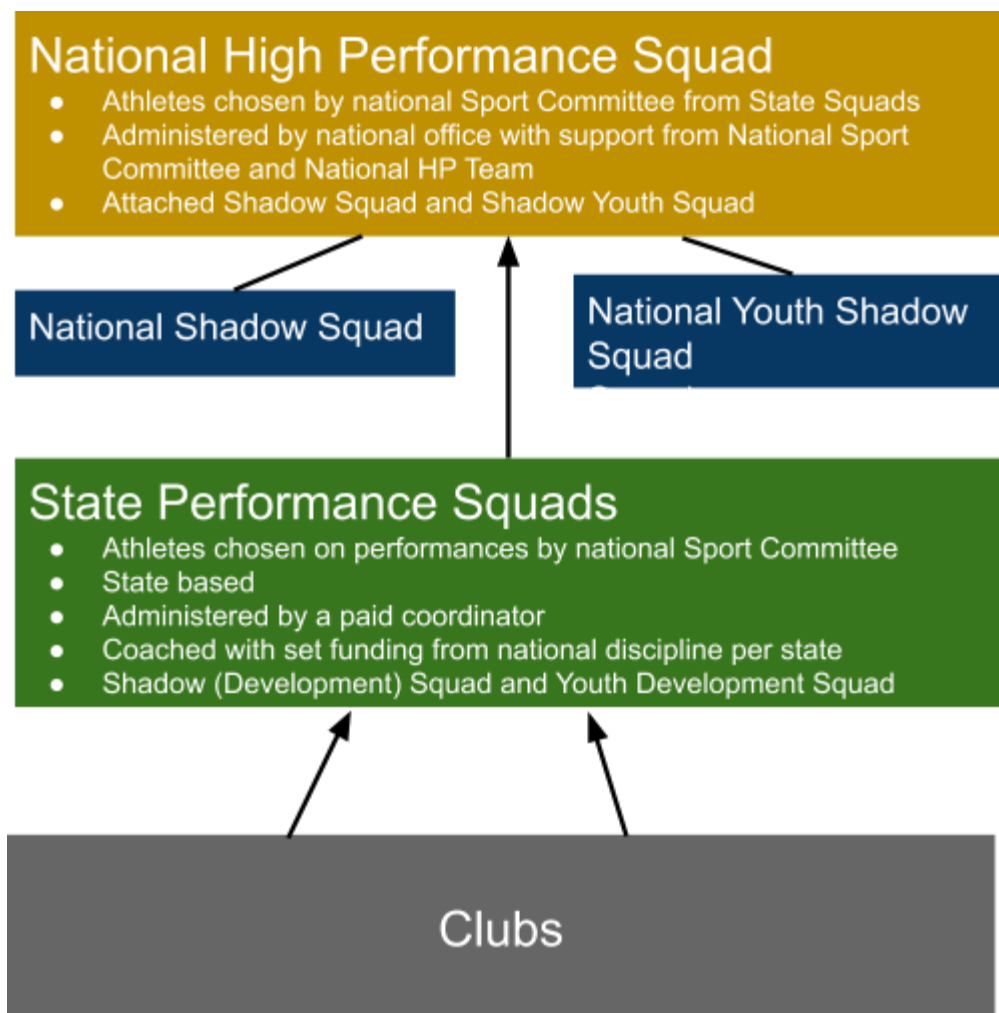 National High Performance Squad
● Athletes chosen by national Sport Committee from State Squads
● Administered by national office with support from National Sport
Committee and National HP Team
● Attached Shadow Squad and Shadow Youth Squad
National Shadow Squad
National Youth Shadow
Squad
State Performance Squads
● Athletes chosen on performances by national Sport Committee
● State based
● Administered by a paid coordinator
● Coached with set funding from national discipline per state
● Shadow (Development) Squad and Youth Development Squad
Clubs